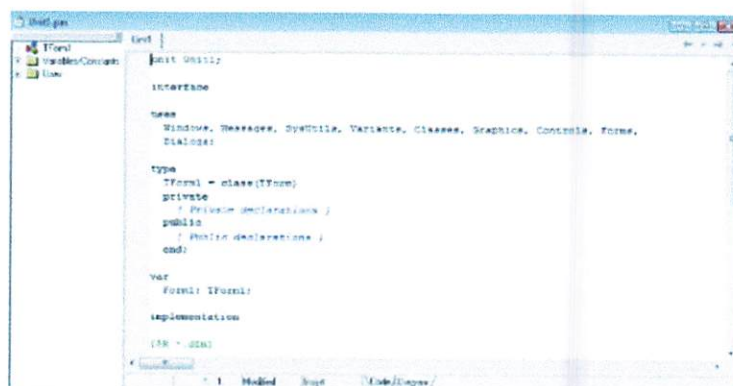 Unit1.pas
TForm1
Variables/Constants
Uses
Unit1
unit Unit1;
interface
uses
Windows, Messages, SysUtils, Variants, Classes, Graphics, Controls, Forms,
Dialogs;
type
TForm1 = class(TForm)
private
{ Private declarations }
public
{ Public declarations }
end;
var
Form1: TForm1;
implementation
{$R *.dfm}
1: 1 Modified Insert \Code/Diagram/